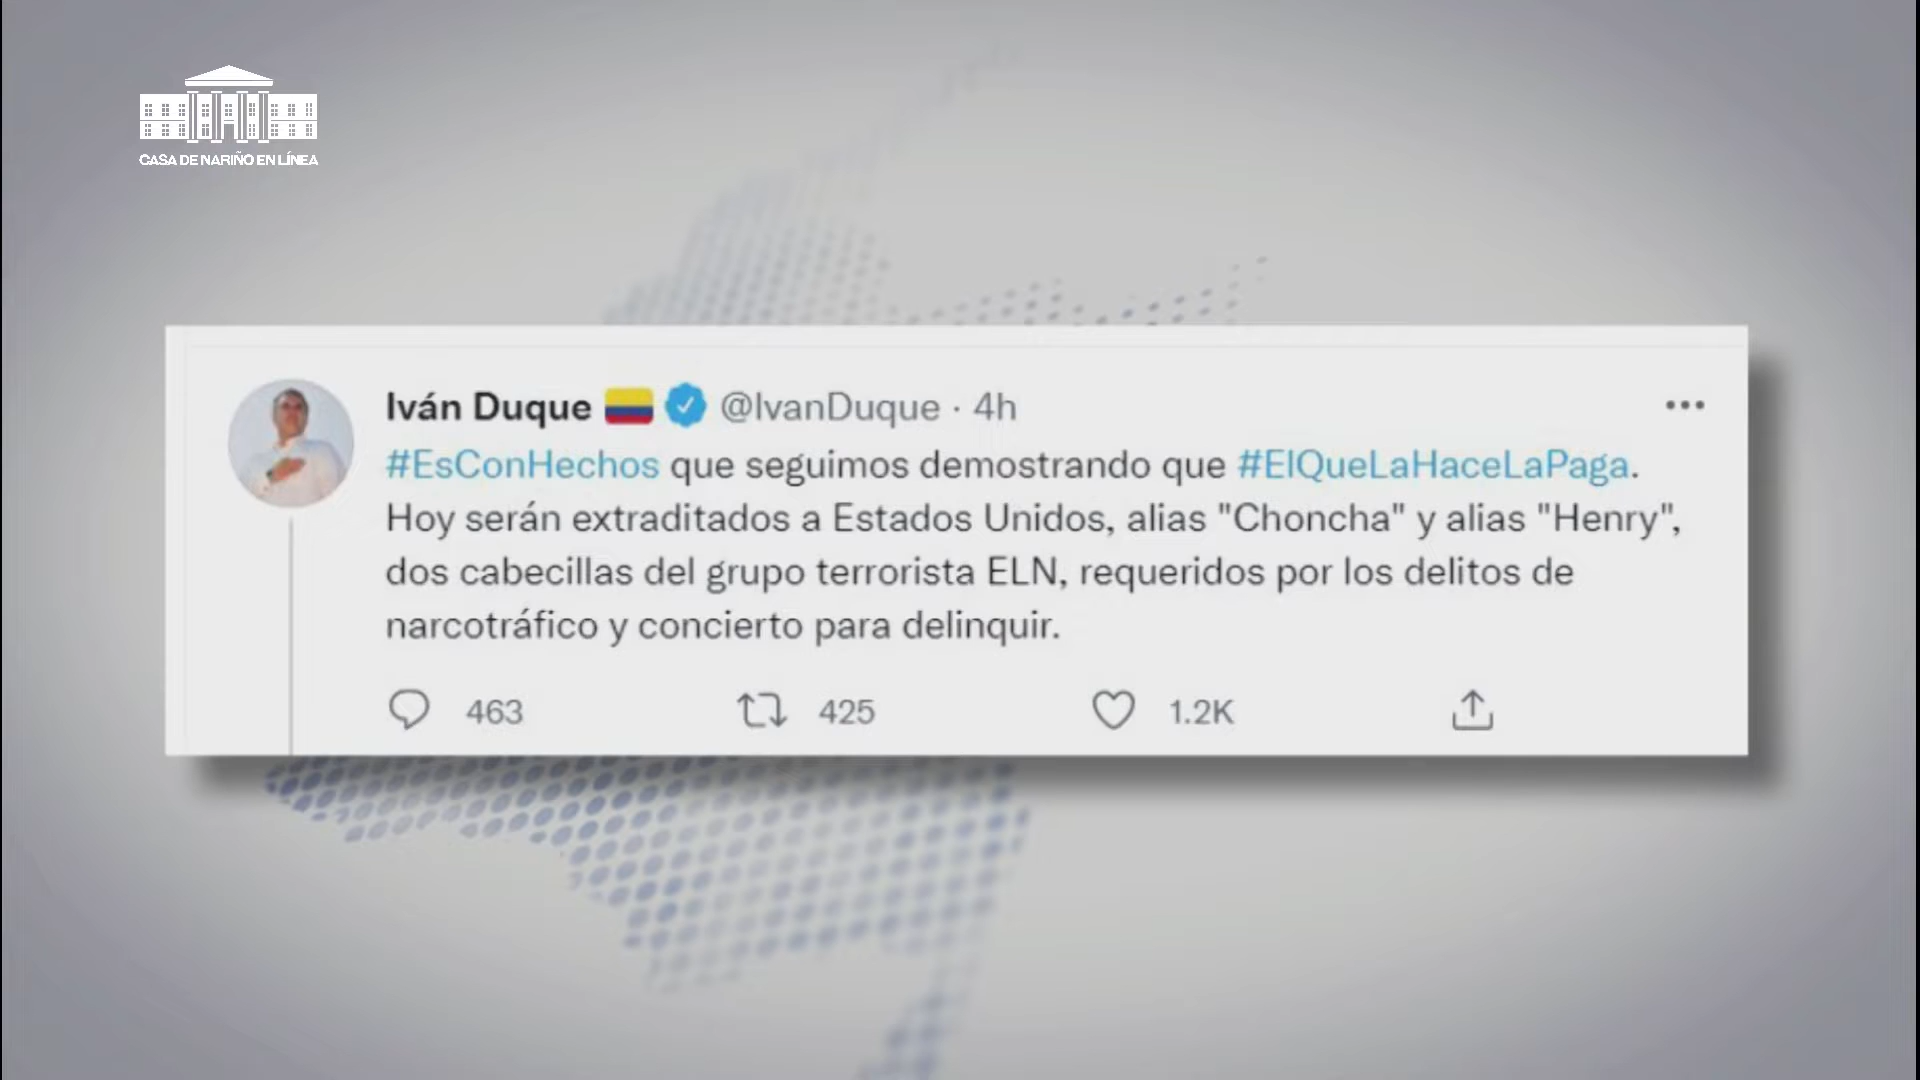 CASA DE NARIÑO EN LÍNEA
Iván Duque @IvanDuque · 4h
#EsConHechos que seguimos demostrando que #ElQueLaHaceLaPaga.
Hoy serán extraditados a Estados Unidos, alias "Choncha" y alias "Henry",
dos cabecillas del grupo terrorista ELN, requeridos por los delitos de
narcotráfico y concierto para delinquir.
463 425 1.2K